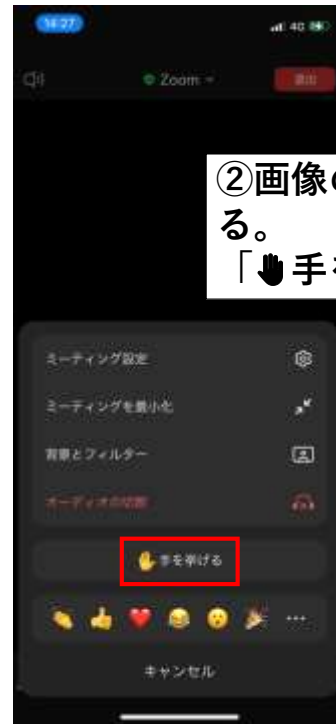 14:27
4G
Zoom
退出
②画像の
る。
「✋手を
ミーティング設定
ミーティングを最小化
背景とフィルター
オーディオの切断
✋手を挙げる
キャンセル